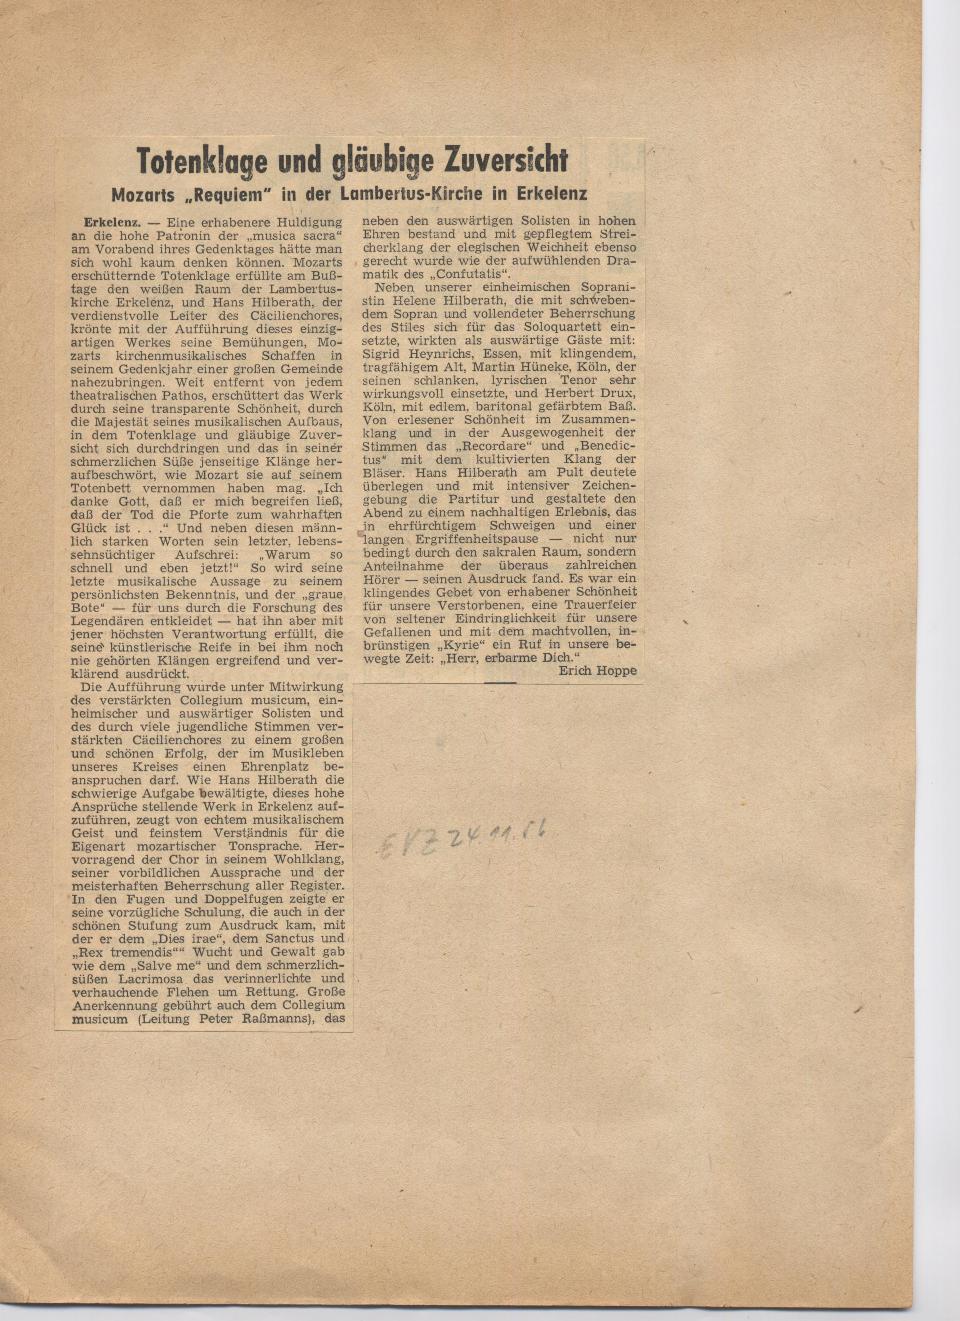 Totenklage und gläubige Zuversicht
Mozarts „Requiem“ in der Lambertus-Kirche in Erkelenz
Erkelenz. — Eine erhabenere Huldigung
an die hohe Patronin der „musica sacra“
am Vorabend ihres Gedenktages hätte man
sich wohl kaum denken können. Mozarts
erschütternde Totenklage erfüllte am Buß-
tage den weißen Raum der Lambertus-
kirche Erkelenz, und Hans Hilberath, der
verdienstvolle Leiter des Cäcilienchores,
krönte mit der Aufführung dieses einzig-
artigen Werkes seine Bemühungen, Mo-
zarts kirchenmusikalisches Schaffen in
seinem Gedenkjahr einer großen Gemeinde
nahezubringen. Weit entfernt von jedem
theatralischen Pathos, erschüttert das Werk
durch seine transparente Schönheit, durch
die Majestät seines musikalischen Aufbaus,
in dem Totenklage und gläubige Zuver-
sicht sich durchdringen und das in seiner
schmerzlichen Süße jenseitige Klänge her-
aufbeschwört, wie Mozart sie auf seinem
Totenbett vernommen haben mag. „Ich
danke Gott, daß er mich begreifen ließ,
daß der Tod die Pforte zum wahrhaften
Glück ist . . .“ Und neben diesen männ-
lich starken Worten sein letzter, lebens-
sehnsüchtiger Aufschrei: „Warum so
schnell und eben jetzt!“ So wird seine
letzte musikalische Aussage zu seinem
persönlichsten Bekenntnis, und der „graue
Bote“ — für uns durch die Forschung des
Legendären entkleidet — hat ihn aber mit
jener höchsten Verantwortung erfüllt, die
seine künstlerische Reife in bei ihm noch
nie gehörten Klängen ergreifend und ver-
klärend ausdrückt.
Die Aufführung wurde unter Mitwirkung
des verstärkten Collegium musicum, ein-
heimischer und auswärtiger Solisten und
des durch viele jugendliche Stimmen ver-
stärkten Cäcilienchores zu einem großen
und schönen Erfolg, der im Musikleben
unseres Kreises einen Ehrenplatz be-
anspruchen darf. Wie Hans Hilberath die
schwierige Aufgabe bewältigte, dieses hohe
Ansprüche stellende Werk in Erkelenz auf-
zuführen, zeugt von echtem musikalischem
Geist und feinstem Verständnis für die
Eigenart mozartischer Tonsprache. Her-
vorragend der Chor in seinem Wohlklang,
seiner vorbildlichen Aussprache und der
meisterhaften Beherrschung aller Register.
In den Fugen und Doppelfugen zeigte er
seine vorzügliche Schulung, die auch in der
schönen Stufung zum Ausdruck kam, mit
der er dem „Dies irae“, dem Sanctus und
„Rex tremendis““ Wucht und Gewalt gab
wie dem „Salve me“ und dem schmerzlich-
süßen Lacrimosa das verinnerlichte und
verhauchende Flehen um Rettung. Große
Anerkennung gebührt auch dem Collegium
musicum (Leitung Peter Raßmanns), das
neben den auswärtigen Solisten in hohen
Ehren bestand und mit gepflegtem Strei-
cherklang der elegischen Weichheit ebenso
gerecht wurde wie der aufwühlenden Dra-
matik des „Confutatis“.
Neben unserer einheimischen Soprani-
stin Helene Hilberath, die mit schweben-
dem Sopran und vollendeter Beherrschung
des Stiles sich für das Soloquartett ein-
setzte, wirkten als auswärtige Gäste mit:
Sigrid Heynrichs, Essen, mit klingendem,
tragfähigem Alt, Martin Hüneke, Köln, der
seinen schlanken, lyrischen Tenor sehr
wirkungsvoll einsetzte, und Herbert Drux,
Köln, mit edlem, baritonal gefärbtem Baß.
Von erlesener Schönheit im Zusammen-
klang und in der Ausgewogenheit der
Stimmen das „Recordare“ und „Benedic-
tus“ mit dem kultivierten Klang der
Bläser. Hans Hilberath am Pult deutete
überlegen und mit intensiver Zeichen-
gebung die Partitur und gestaltete den
Abend zu einem nachhaltigen Erlebnis, das
in ehrfürchtigem Schweigen und einer
langen Ergriffenheitspause — nicht nur
bedingt durch den sakralen Raum, sondern
Anteilnahme der überaus zahlreichen
Hörer — seinen Ausdruck fand. Es war ein
klingendes Gebet von erhabener Schönheit
für unsere Verstorbenen, eine Trauerfeier
von seltener Eindringlichkeit für unsere
Gefallenen und mit dem machtvollen, in-
brünstigen „Kyrie“ ein Ruf in unsere be-
wegte Zeit: „Herr, erbarme Dich.“
Erich Hoppe
EVZ 24.11.56